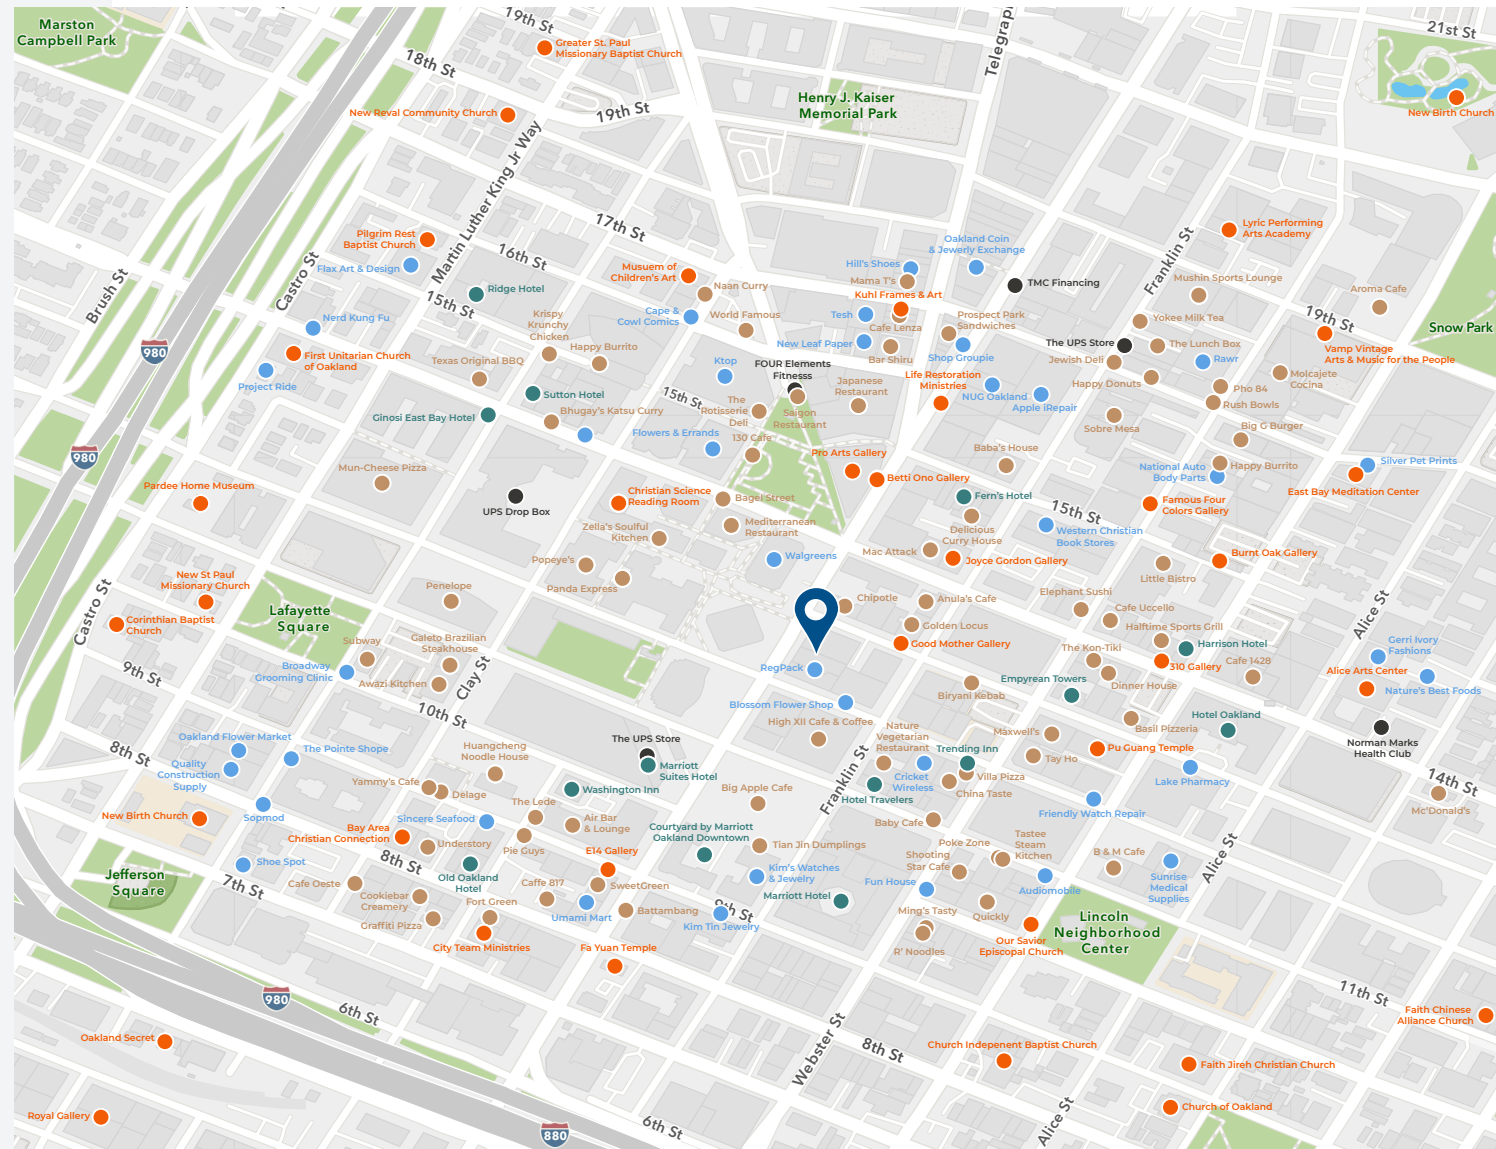 Marston
Campbell Park
19th St
Greater St. Paul
Missionary Baptist Church
18th St
New Reval Community Church
19th St
Henry J. Kaiser
Memorial Park
21st St
New Birth Church
Martin Luther King Jr Way
17th St
Lyric Performing
Arts Academy
Pilgrim Rest
Baptist Church
Flax Art & Design
16th St
Oakland Coin
& Jewerly Exchange
Hill's Shoes
Mama T's
Kuhl Frames & Art
TMC Financing
Franklin St
Mushin Sports Lounge
Aroma Cafe
Musuem of
Children's Art
Naan Curry
Castro St
Brush St
Ridge Hotel
15th St
Nerd Kung Fu
Krispy
Krunchy
Chicken
Cape &
Cowl Comics
World Famous
Tesh
Cafe Lenza
Prospect Park
Sandwiches
Yokee Milk Tea
19th St
Snow Park
980
First Unitarian Church
of Oakland
Texas Original BBQ
Happy Burrito
New Leaf Paper
Bar Shiru
Shop Groupie
The UPS Store
The Lunch Box
Jewish Deli
Rawr
Vamp Vintage
Arts & Music for the People
Project Ride
Ktop
FOUR Elements
Fitnesss
Life Restoration
Ministries
Japanese
Restaurant
NUG Oakland
Apple iRepair
Happy Donuts
Pho 84
Molcajete
Cocina
Sutton Hotel
15th St
The
Rotisserie
Deli
Saigon
Restaurant
Rush Bowls
Ginosi East Bay Hotel
Bhugay's Katsu Curry
Flowers & Errands
130 Cafe
Sobre Mesa
Big G Burger
980
Mun-Cheese Pizza
Pro Arts Gallery
Baba's House
National Auto
Body Parts
Happy Burrito
Silver Pet Prints
Betti Ono Gallery
East Bay Meditation Center
Pardee Home Museum
UPS Drop Box
Christian Science
Reading Room
Bagel Street
Fern's Hotel
15th St
Famous Four
Colors Gallery
Zella's Soulful
Kitchen
Mediterranean
Restaurant
Delicious
Curry House
Western Christian
Book Stores
Popeye's
Walgreens
Mac Attack
Joyce Gordon Gallery
Burnt Oak Gallery
Little Bistro
New St Paul
Missionary Church
Penelope
Panda Express
Chipotle
Anula's Cafe
Elephant Sushi
Cafe Uccello
Castro St
Lafayette
Square
Corinthian Baptist
Church
Golden Locus
Halftime Sports Grill
Alice St
Subway
Galeto Brazilian
Steakhouse
Good Mother Gallery
The Kon-Tiki
Harrison Hotel
Gerri Ivory
Fashions
9th St
Broadway
Grooming Clinic
Awazi Kitchen
Clay St
RegPack
Empyrean Towers
310 Gallery
Cafe 1428
Alice Arts Center
Dinner House
Nature's Best Foods
10th St
Blossom Flower Shop
Biryani Kebab
High XII Cafe & Coffee
Basil Pizzeria
Hotel Oakland
Oakland Flower Market
8th St
The Pointe Shope
Huangcheng
Noodle House
The UPS Store
Nature
Vegetarian
Restaurant
Trending Inn
Maxwell's
Pu Guang Temple
Norman Marks
Health Club
Quality
Construction
Supply
Marriott
Suites Hotel
Cricket
Wireless
Villa Pizza
Tay Ho
Lake Pharmacy
14th St
Yammy's Cafe
Delage
Washington Inn
Big Apple Cafe
Franklin St
Hotel Travelers
China Taste
Mc'Donald's
Sopmod
The Lede
Friendly Watch Repair
New Birth Church
Sincere Seafood
Air Bar
& Lounge
Courtyard by Marriott
Oakland Downtown
Baby Cafe
Bay Area
Christian Connection
Understory
Pie Guys
E14 Gallery
Tian Jin Dumplings
Poke Zone
Tastee
Steam
Kitchen
B & M Cafe
Alice St
Shoe Spot
8th St
Shooting
Star Cafe
Jefferson
Square
7th St
Old Oakland
Hotel
Kim's Watches
& Jewelry
Fun House
Audiomobile
Sunrise
Medical
Supplies
Cafe Oeste
Caffe 817
SweetGreen
Marriott Hotel
Cookiebar
Creamery
Fort Green
Umami Mart
Battambang
9th St
Kim Tin Jewelry
Ming's Tasty
Quickly
Lincoln
Neighborhood
Center
Graffiti Pizza
City Team Ministries
Fa Yuan Temple
R' Noodles
Our Savior
Episcopal Church
980
6th St
11th St
Faith Chinese
Alliance Church
Oakland Secret
Webster St
8th St
Church Indepenent Baptist Church
Faith Jireh Christian Church
Royal Gallery
880
6th St
Alice St
Church of Oakland